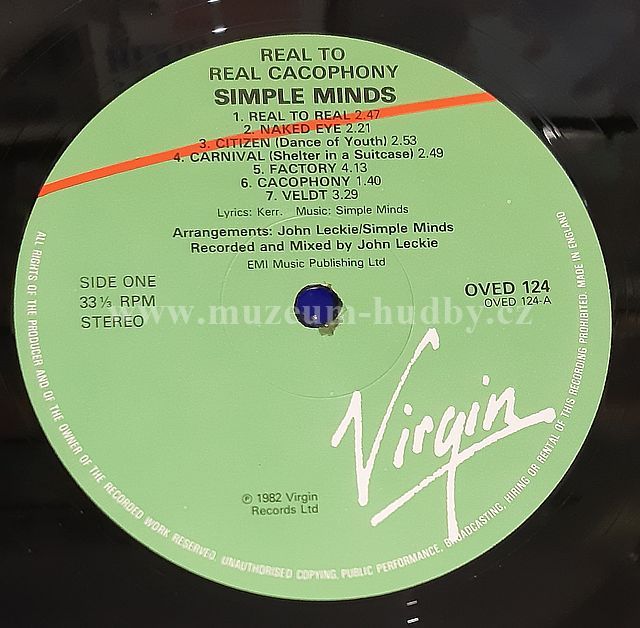 REAL TO
REAL CACOPHONY
SIMPLE MINDS
1. REAL TO REAL 2.47
2. NAKED EYE 2.21
3. CITIZEN (Dance of Youth) 2.53
4. CARNIVAL (Shelter in a Suitcase) 2.49
5. FACTORY 4.13
6. CACOPHONY 1.40
7. VELDT 3.29
Lyrics: Kerr. Music: Simple Minds
Arrangements: John Leckie/Simple Minds
Recorded and Mixed by John Leckie
EMI Music Publishing Ltd
SIDE ONE
33⅓ RPM
STEREO
OVED 124
OVED 124-A
www.muzeum-hudby.cz
Virgin
℗ 1982 Virgin
Records Ltd
ALL RIGHTS OF THE PRODUCER AND OF THE OWNER OF THE RECORDED WORK RESERVED. UNAUTHORISED COPYING, PUBLIC PERFORMANCE, BROADCASTING, HIRING OR RENTAL OF THIS RECORDING PROHIBITED. MADE IN ENGLAND